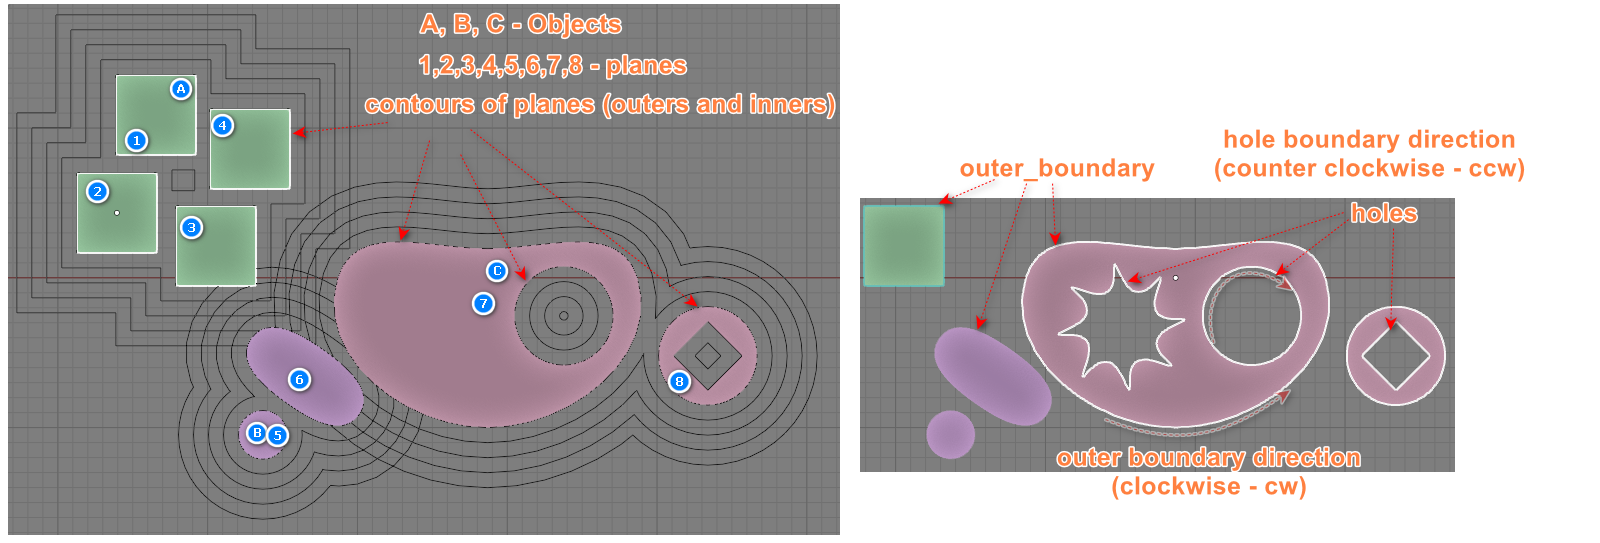 A, B, C - Objects
1,2,3,4,5,6,7,8 - planes
contours of planes (outers and inners)
A
1
4
2
3
C
7
6
8
B
5
hole boundary direction
(counter clockwise - ccw)
outer_boundary
holes
outer boundary direction
(clockwise - cw)